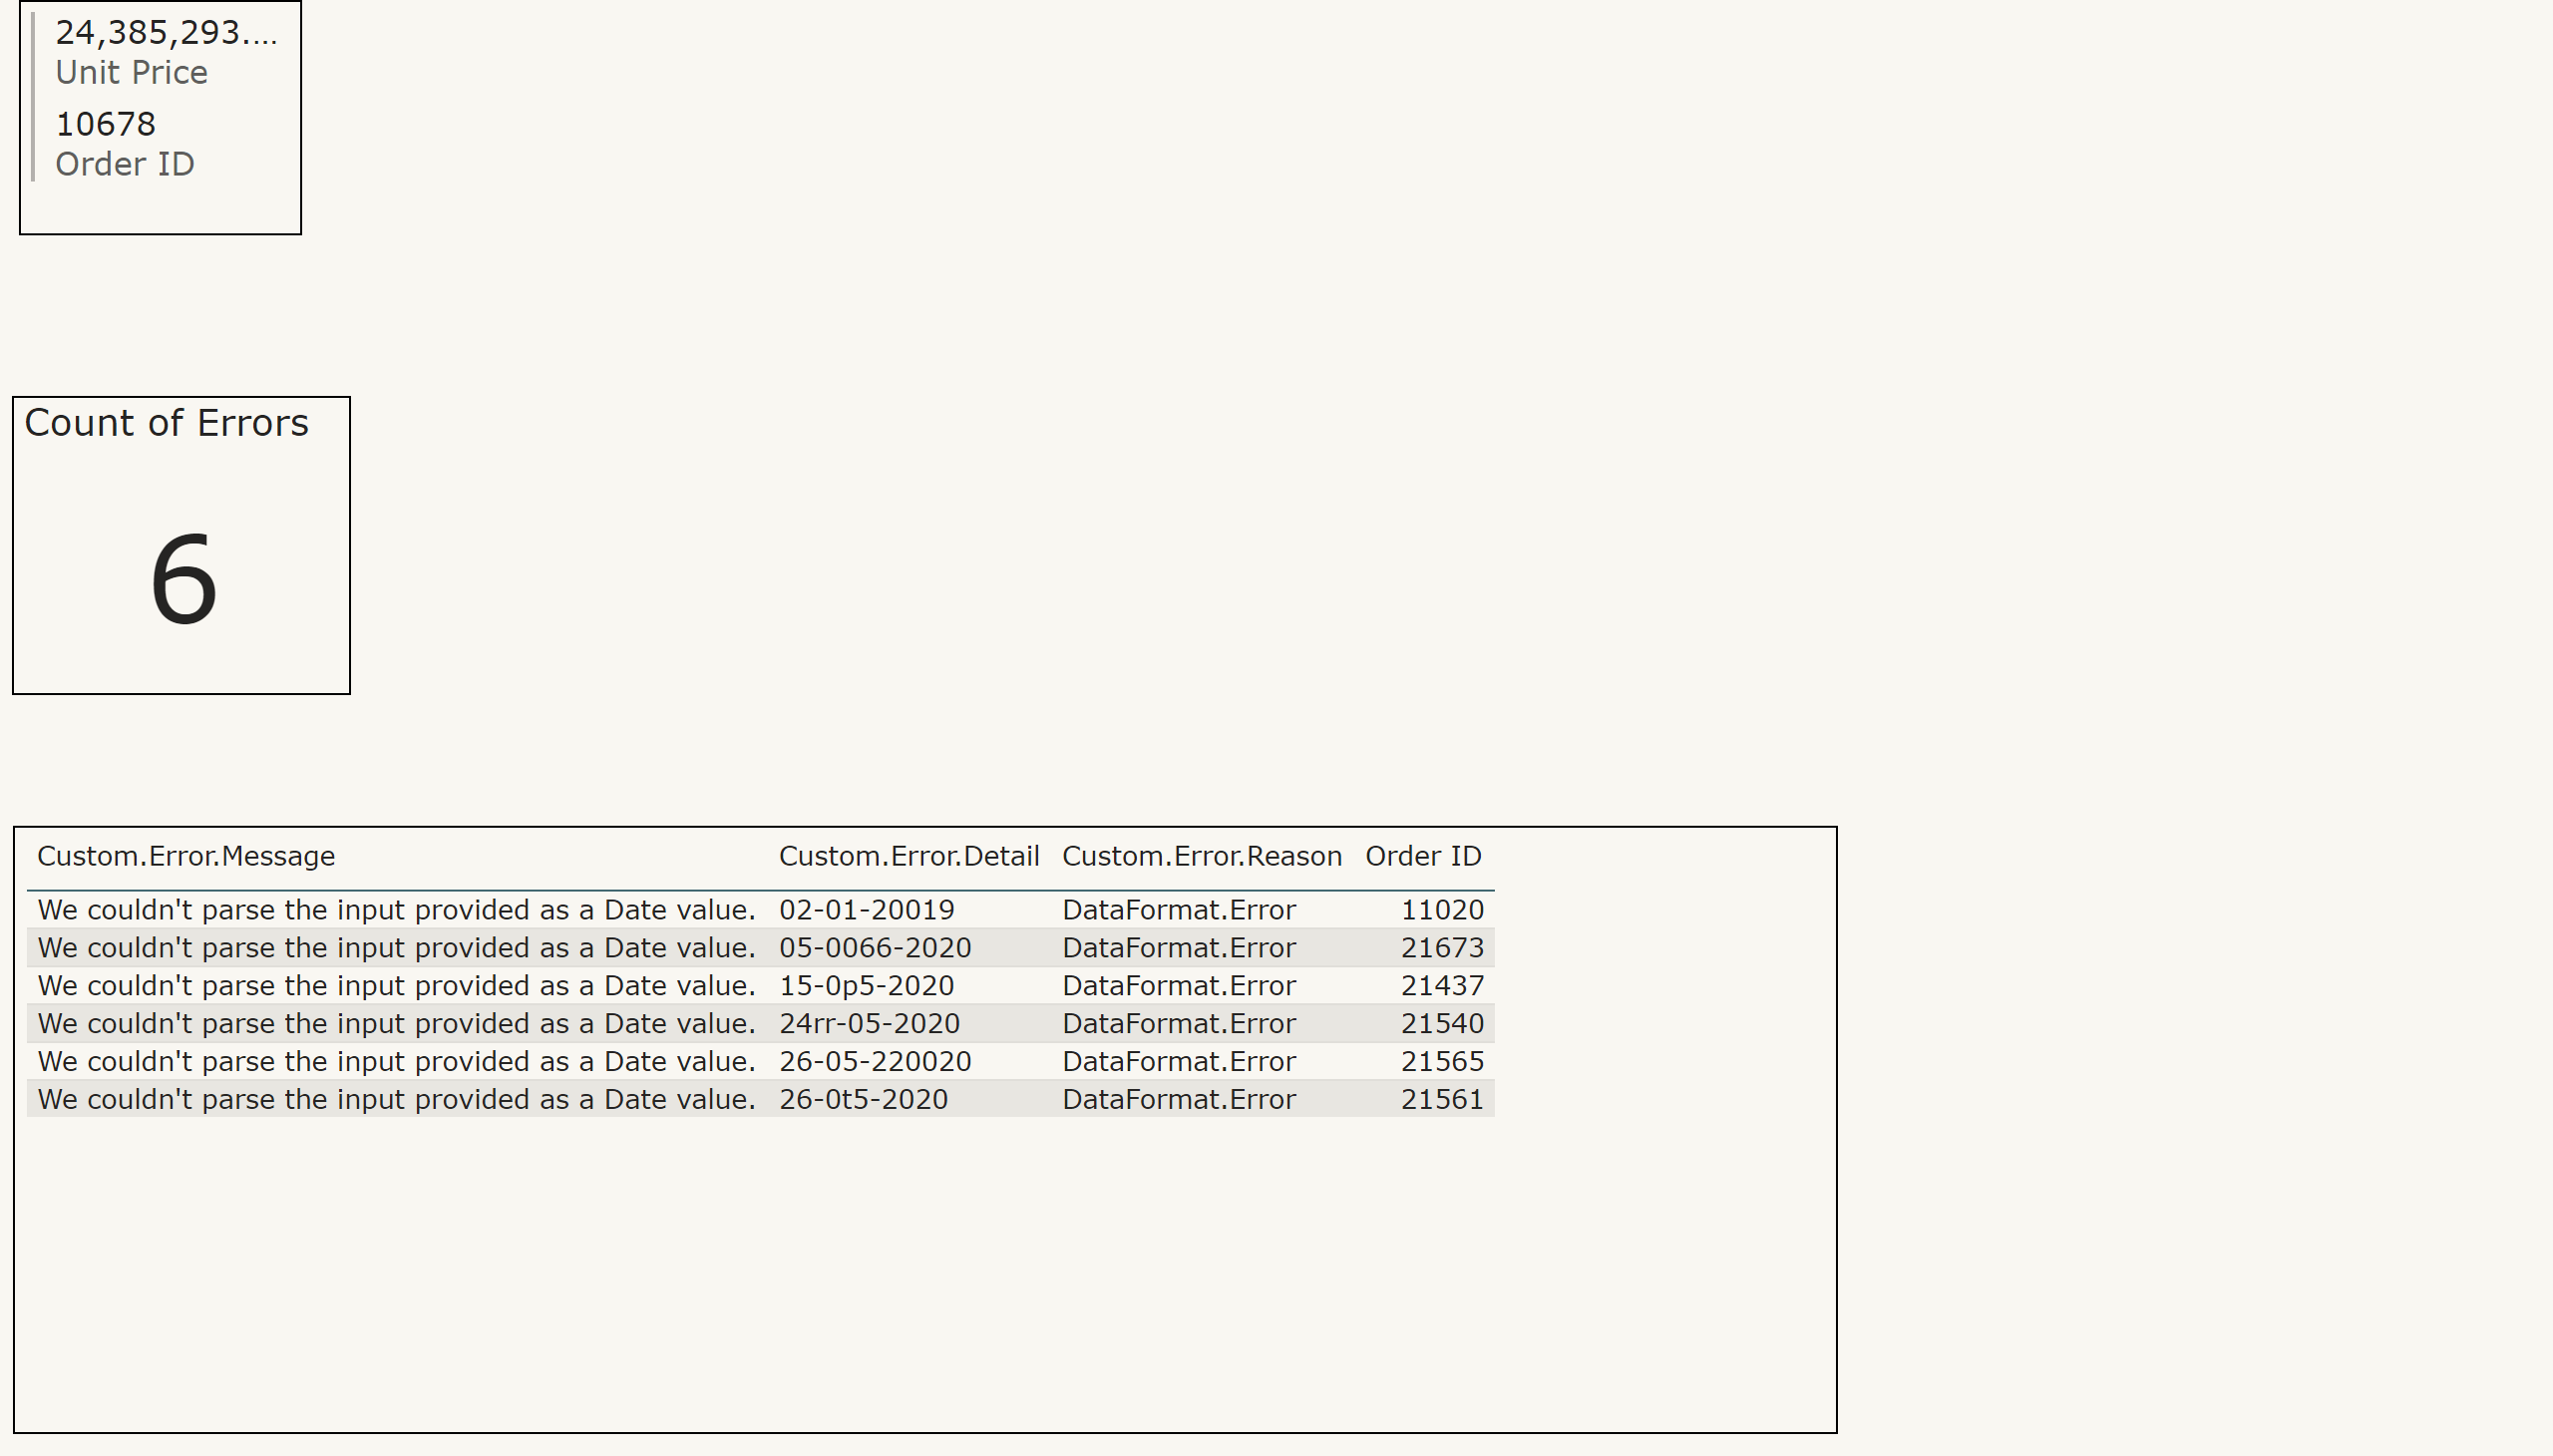 24,385,293....
Unit Price
10678
Order ID
Count of Errors
6
Custom.Error.Message Custom.Error.Detail Custom.Error.Reason Order ID
We couldn't parse the input provided as a Date value. 02-01-20019 DataFormat.Error 11020
We couldn't parse the input provided as a Date value. 05-0066-2020 DataFormat.Error 21673
We couldn't parse the input provided as a Date value. 15-0p5-2020 DataFormat.Error 21437
We couldn't parse the input provided as a Date value. 24rr-05-2020 DataFormat.Error 21540
We couldn't parse the input provided as a Date value. 26-05-220020 DataFormat.Error 21565
We couldn't parse the input provided as a Date value. 26-0t5-2020 DataFormat.Error 21561